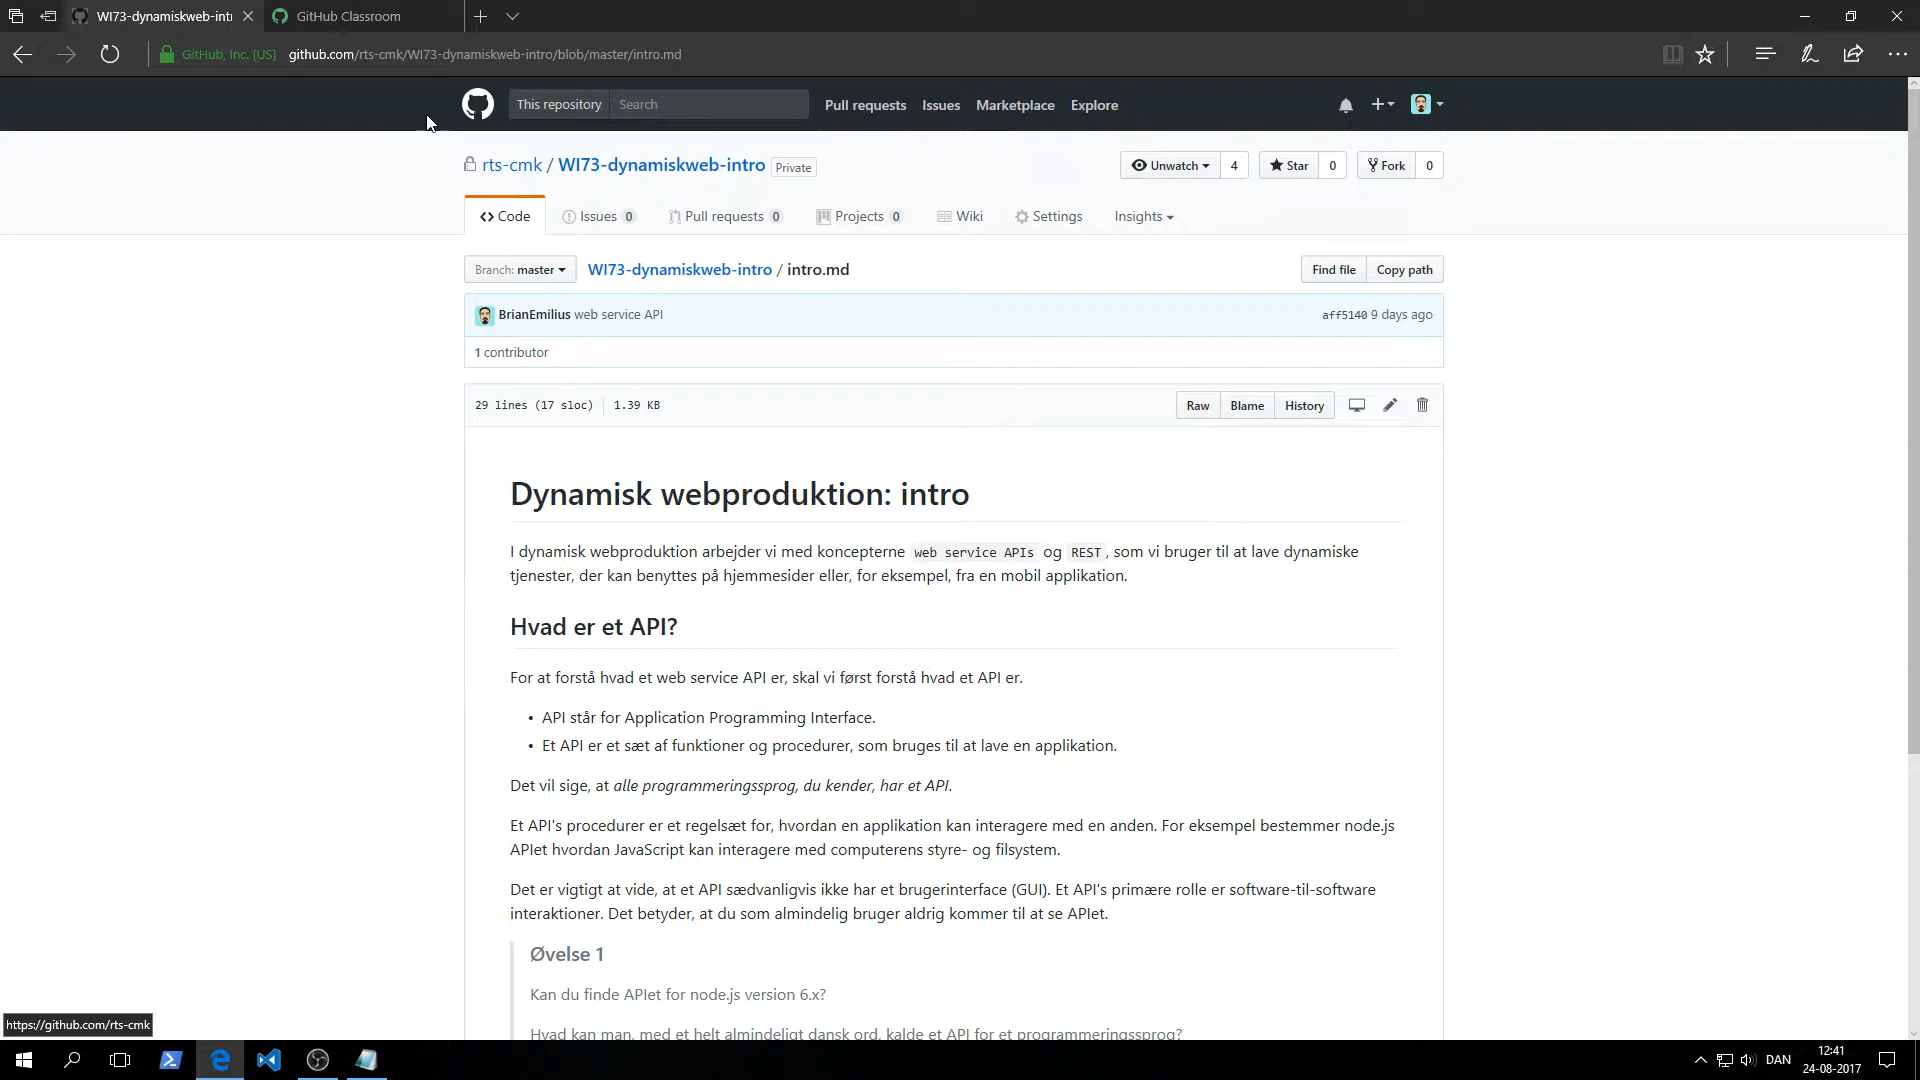 WI73-dynamiskweb-intr
GitHub Classroom
GitHub, Inc. [US] github.com/rts-cmk/WI73-dynamiskweb-intro/blob/master/intro.md
This repository Search Pull requests Issues Marketplace Explore
rts-cmk / WI73-dynamiskweb-intro Private
Unwatch 4 Star 0 Fork 0
Code Issues 0 Pull requests 0 Projects 0 Wiki Settings Insights
Branch: master WI73-dynamiskweb-intro / intro.md Find file Copy path
BrianEmilius web service API aff5140 9 days ago
1 contributor
29 lines (17 sloc) 1.39 KB Raw Blame History
Dynamisk webproduktion: intro
I dynamisk webproduktion arbejder vi med koncepterne web service APIs og REST, som vi bruger til at lave dynamiske
tjenester, der kan benyttes på hjemmesider eller, for eksempel, fra en mobil applikation.
Hvad er et API?
For at forstå hvad et web service API er, skal vi først forstå hvad et API er.
• API står for Application Programming Interface.
• Et API er et sæt af funktioner og procedurer, som bruges til at lave en applikation.
Det vil sige, at alle programmeringssprog, du kender, har et API.
Et API's procedurer er et regelsæt for, hvordan en applikation kan interagere med en anden. For eksempel bestemmer node.js
APIet hvordan JavaScript kan interagere med computerens styre- og filsystem.
Det er vigtigt at vide, at et API sædvanligvis ikke har et brugerinterface (GUI). Et API's primære rolle er software-til-software
interaktioner. Det betyder, at du som almindelig bruger aldrig kommer til at se APIet.
Øvelse 1
Kan du finde APIet for node.js version 6.x?
Hvad kan man, med et helt almindeligt dansk ord, kalde et API for et programmeringssprog?
https://github.com/rts-cmk
DAN
12:41
24-08-2017